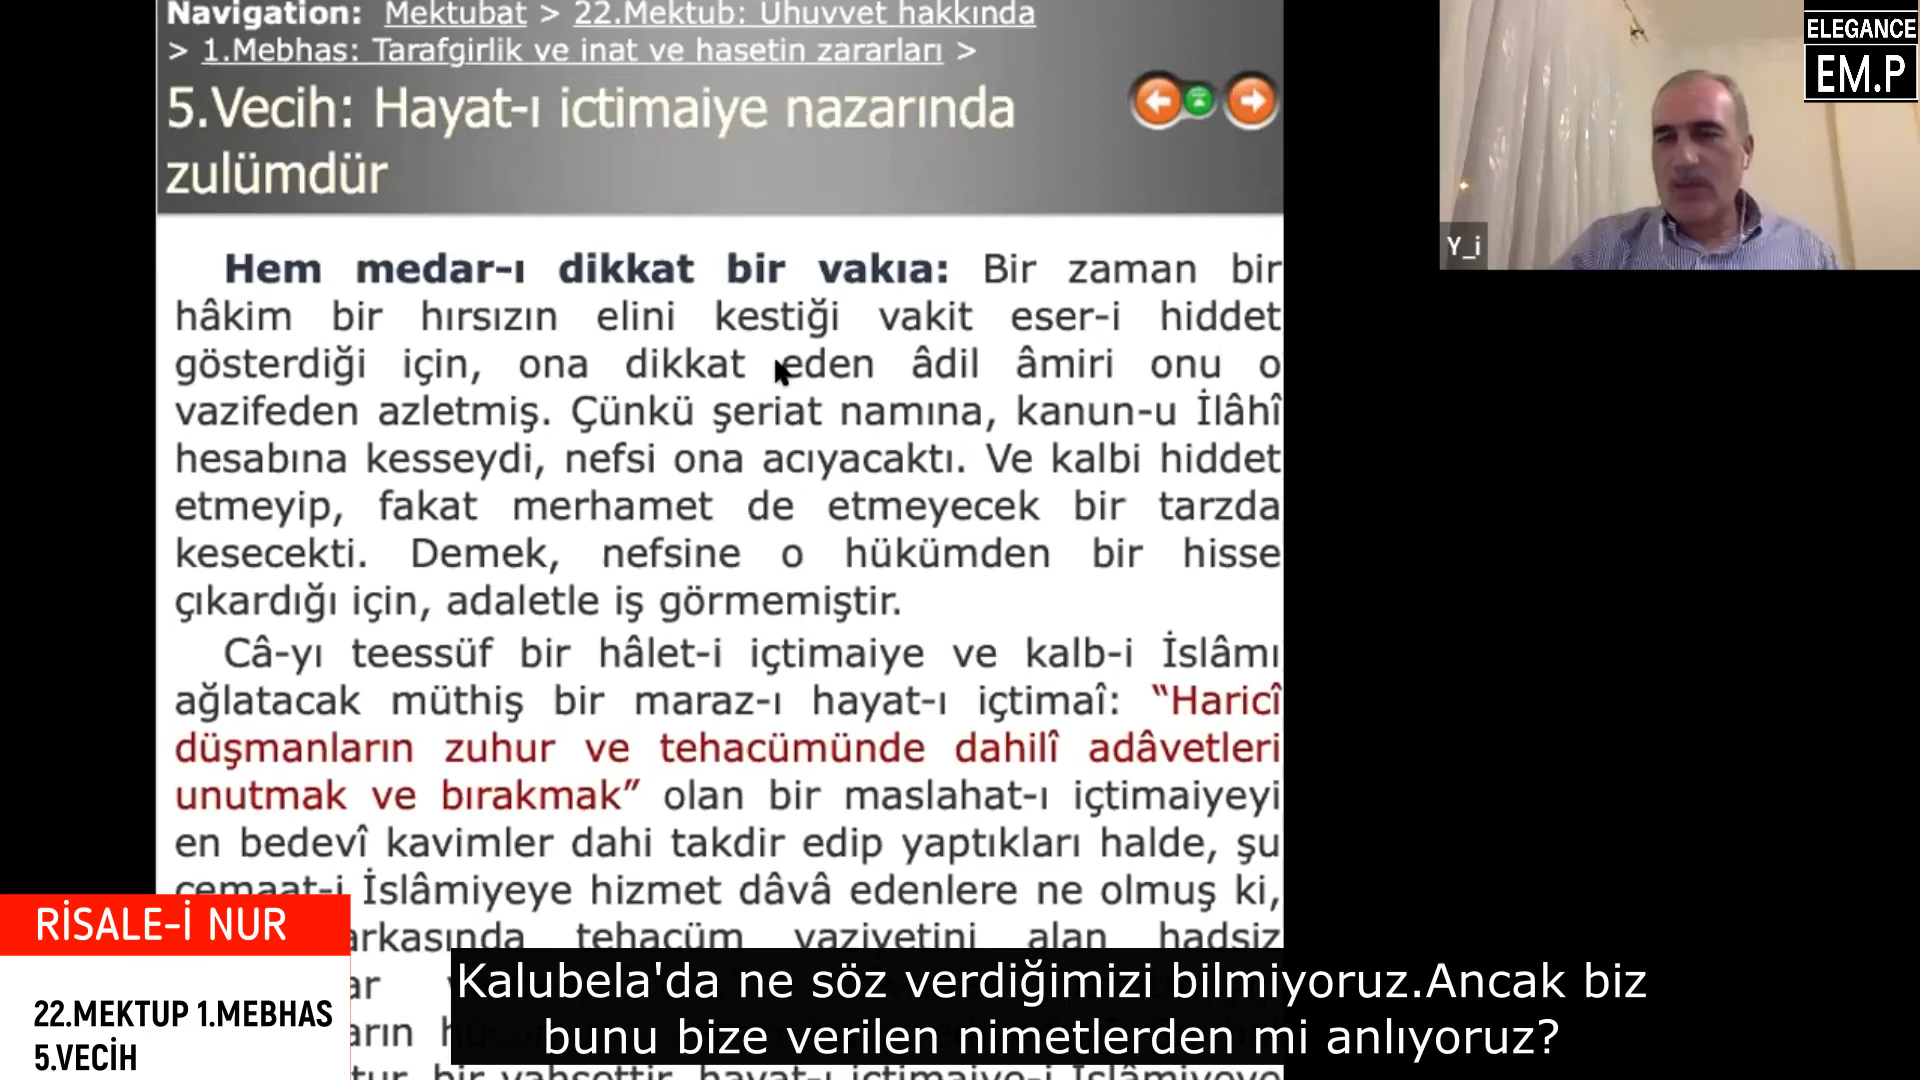 Navigation: Mektubat > 22.Mektub: Uhuvvet hakkında
> 1.Mebhas: Tarafgirlik ve inat ve hasetin zararları >
5.Vecih: Hayat-ı ictimaiye nazarında
zulümdür
ELEGANCE
EM.P
Y_i
Hem medar-ı dikkat bir vakıa: Bir zaman bir
hâkim bir hırsızın elini kestiği vakit eser-i hiddet
gösterdiği için, ona dikkat eden âdil âmiri onu o
vazifeden azletmiş. Çünkü şeriat namına, kanun-u İlâhî
hesabına kesseydi, nefsi ona acıyacaktı. Ve kalbi hiddet
etmeyip, fakat merhamet de etmeyecek bir tarzda
kesecekti. Demek, nefsine o hükümden bir hisse
çıkardığı için, adaletle iş görmemiştir.
Câ-yı teessüf bir hâlet-i içtimaiye ve kalb-i İslâmı
ağlatacak müthiş bir maraz-ı hayat-ı içtimaî: “Haricî
düşmanların zuhur ve tehacümünde dahilî adâvetleri
unutmak ve bırakmak” olan bir maslahat-ı içtimaiyeyi
en bedevî kavimler dahi takdir edip yaptıkları halde, şu
cemaat-i İslâmiyeye hizmet dâvâ edenlere ne olmuş ki,
arkasında tehacüm vaziyetini alan hadsiz
RİSALE-İ NUR
22.MEKTUP 1.MEBHAS
5.VECİH
Kalubela'da ne söz verdiğimizi bilmiyoruz.Ancak biz
bunu bize verilen nimetlerden mi anlıyoruz?